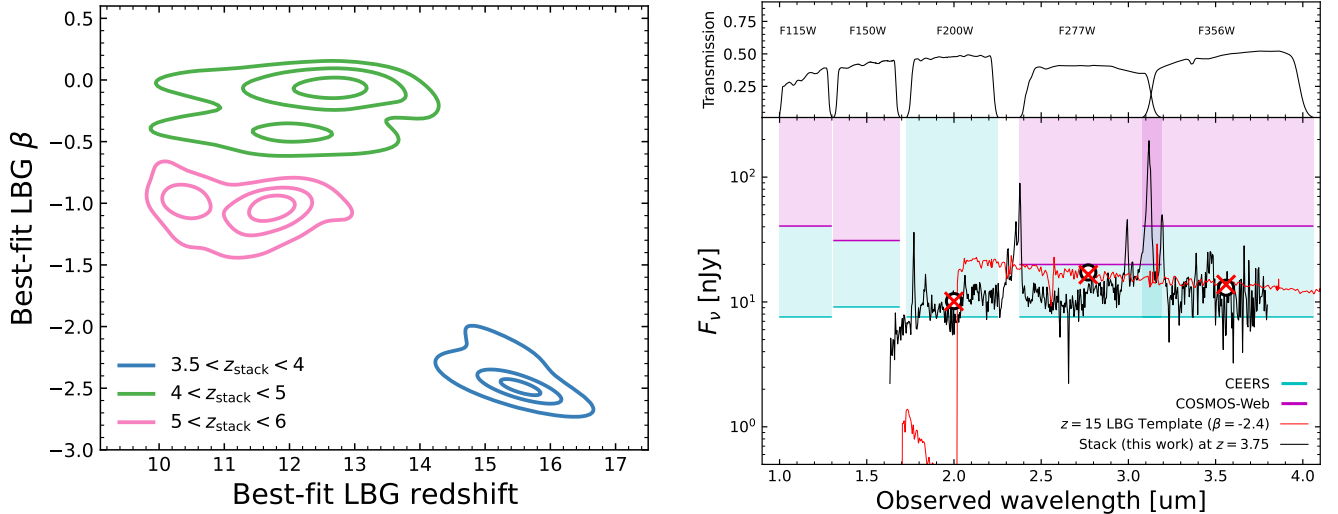 0.5
0.0
−0.5
−1.0
−1.5
−2.0
−2.5
−3.0
Best-fit LBG β
3.5 < z_stack < 4
4 < z_stack < 5
5 < z_stack < 6
10 11 12 13 14 15 16 17
Best-fit LBG redshift
Transmission
0.75
0.50
0.25
F115W F150W F200W F277W F356W
F_ν [nJy]
10²
10¹
10⁰
CEERS
COSMOS-Web
z = 15 LBG Template (β = -2.4)
Stack (this work) at z = 3.75
1.0 1.5 2.0 2.5 3.0 3.5 4.0
Observed wavelength [um]